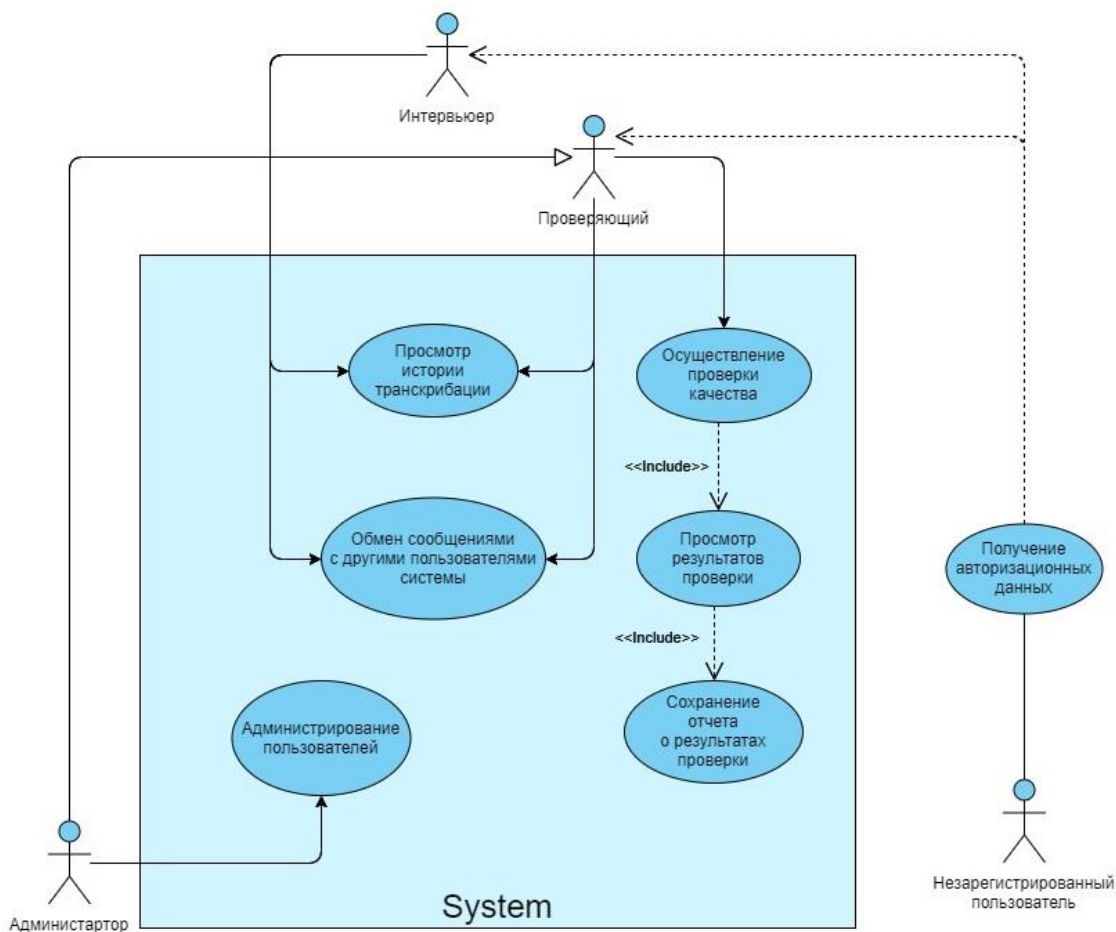 Интервьюер
Проверяющий
Просмотр
истории
транскрибации
Осуществление
проверки
качества
<<Include>>
Обмен сообщениями
с другими пользователями
системы
Просмотр
результатов
проверки
Получение
авторизационных
данных
<<Include>>
Администрирование
пользователей
Сохранение
отчета
о результатах
проверки
Незарегистрированный
пользователь
System
Администартор